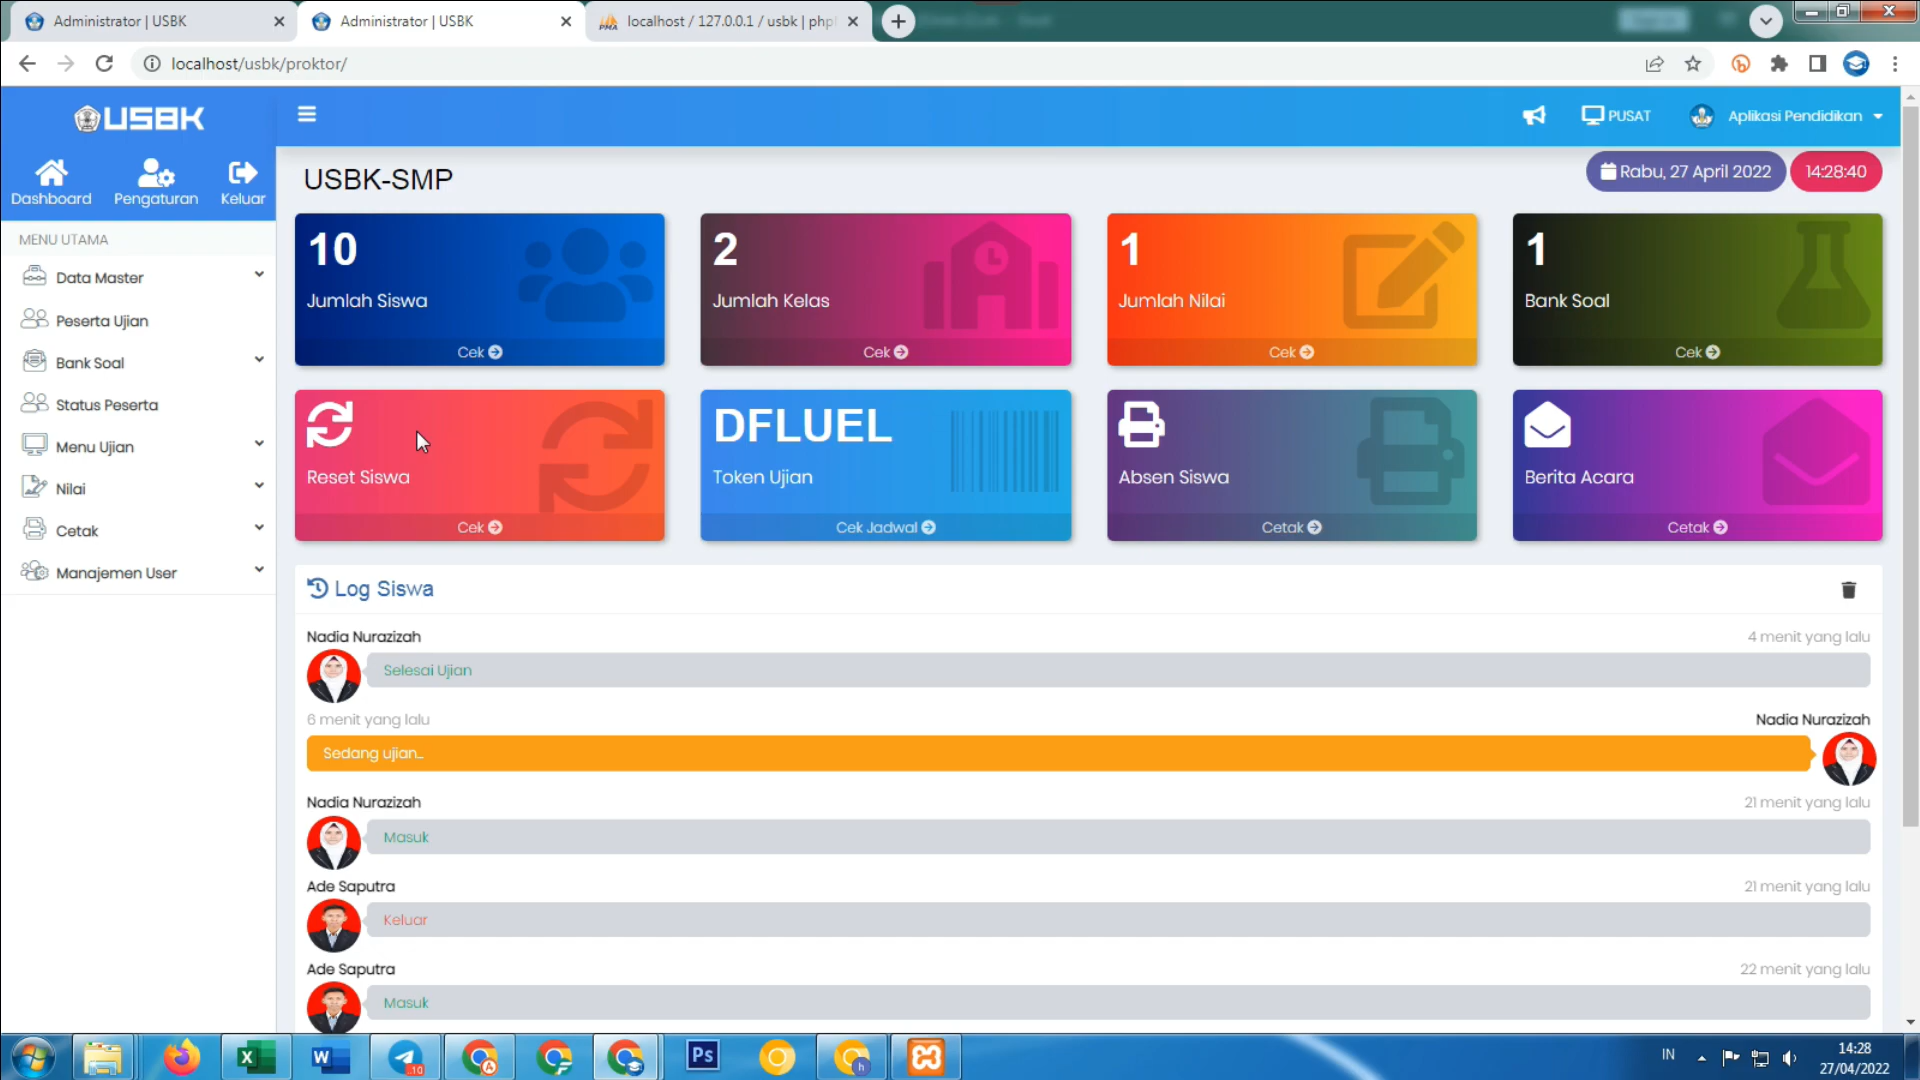 Administrator | USBK
Administrator | USBK
localhost / 127.0.0.1 / usbk | php
localhost/usbk/proktor/
USBK
PUSAT
Aplikasi Pendidikan
Dashboard
Pengaturan
Keluar
USBK-SMP
Rabu, 27 April 2022
14:28:40
MENU UTAMA
Data Master
Peserta Ujian
Bank Soal
Status Peserta
Menu Ujian
Nilai
Cetak
Manajemen User
10
Jumlah Siswa
Cek
2
Jumlah Kelas
Cek
1
Jumlah Nilai
Cek
1
Bank Soal
Cek
Reset Siswa
Cek
DFLUEL
Token Ujian
Cek Jadwal
Absen Siswa
Cetak
Berita Acara
Cetak
Log Siswa
Nadia Nurazizah
4 menit yang lalu
Selesai Ujian
6 menit yang lalu
Nadia Nurazizah
Sedang ujian...
Nadia Nurazizah
21 menit yang lalu
Masuk
Ade Saputra
21 menit yang lalu
Keluar
Ade Saputra
22 menit yang lalu
Masuk
Ps
IN
14:28
27/04/2022